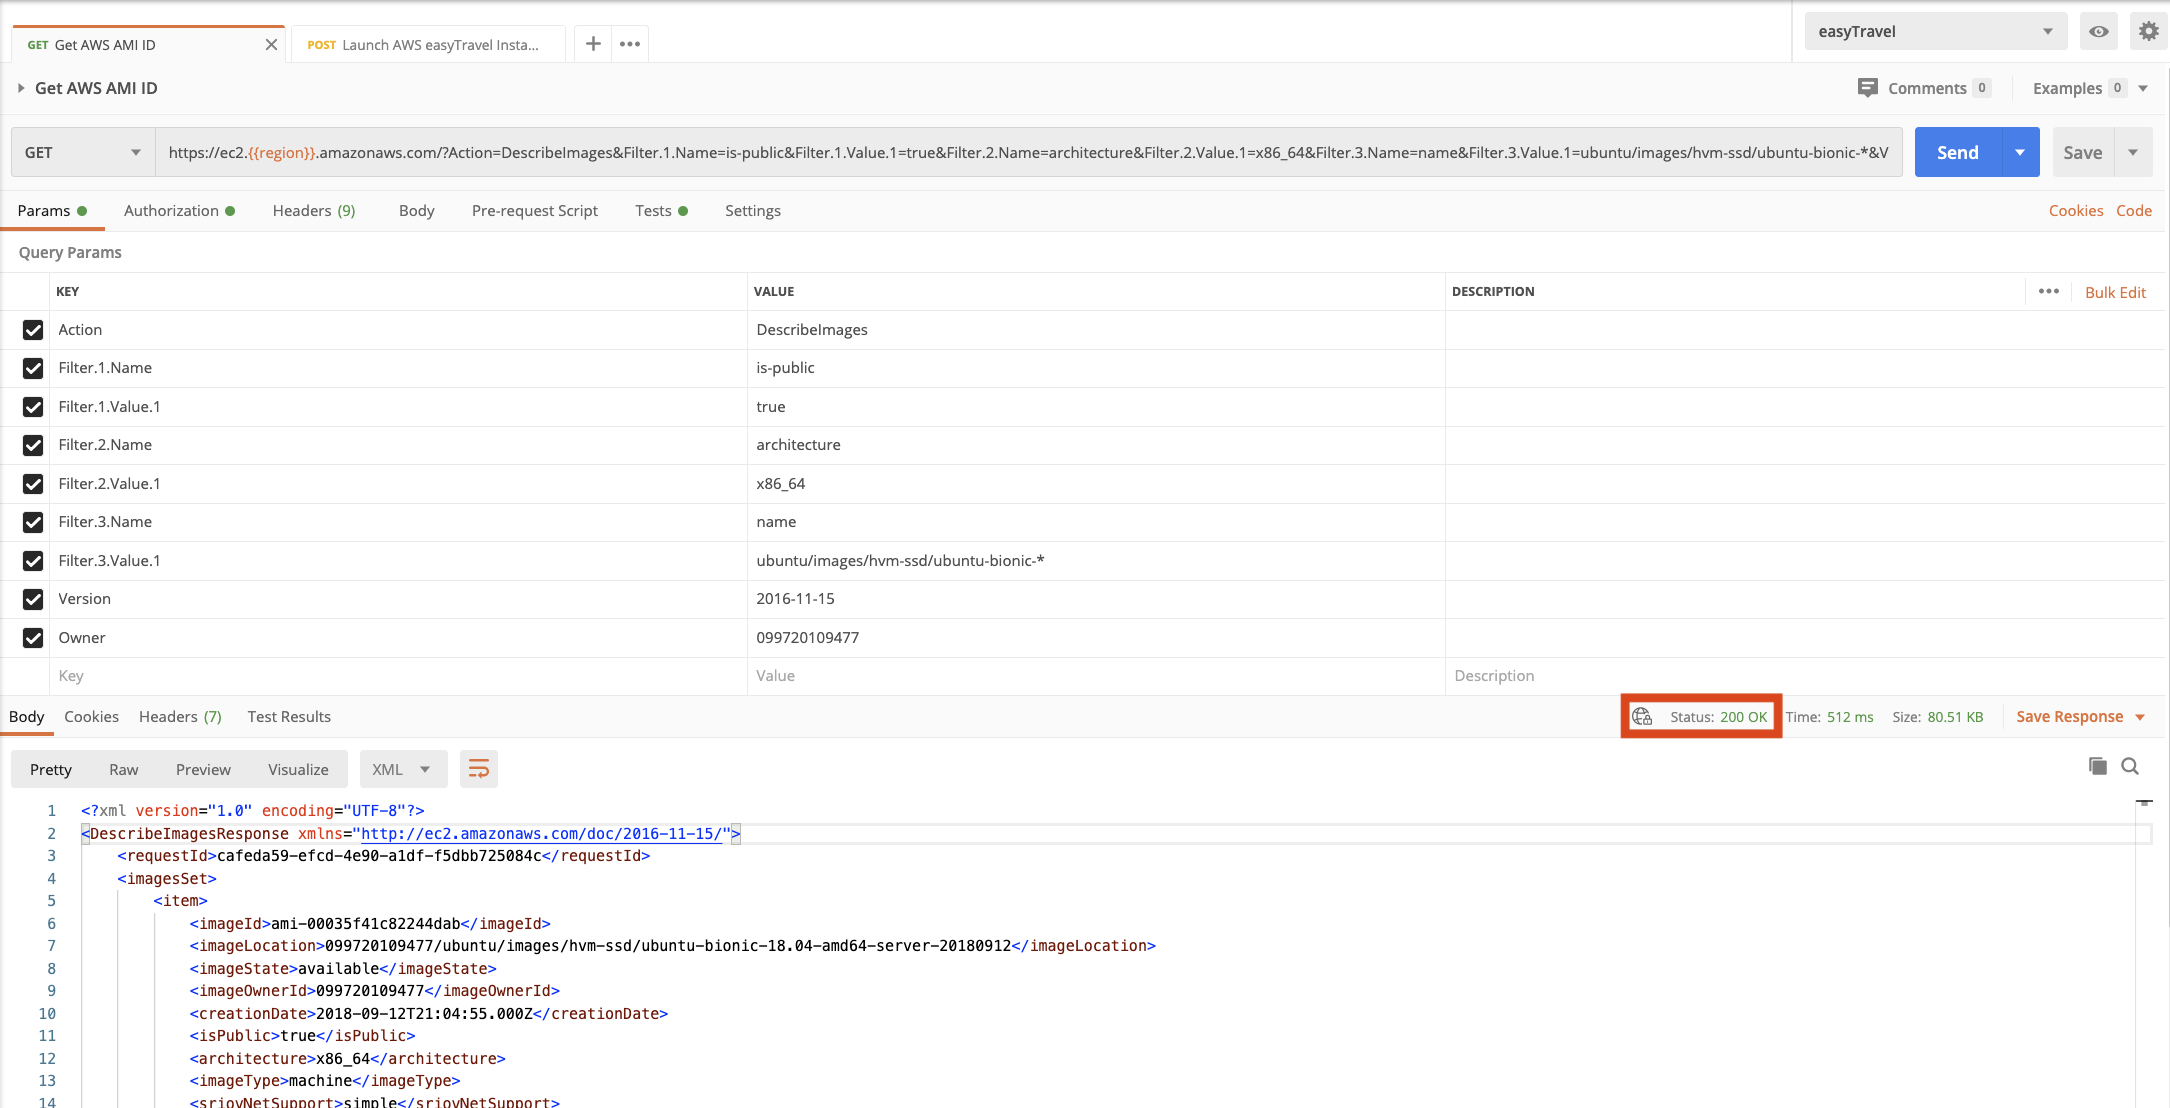 GET Get AWS AMI ID
POST Launch AWS easyTravel Insta...
easyTravel
Get AWS AMI ID
Comments 0
Examples 0
GET
https://ec2.{{region}}.amazonaws.com/?Action=DescribeImages&Filter.1.Name=is-public&Filter.1.Value.1=true&Filter.2.Name=architecture&Filter.2.Value.1=x86_64&Filter.3.Name=name&Filter.3.Value.1=ubuntu/images/hvm-ssd/ubuntu-bionic-*&V
Send
Save
Params Authorization Headers (9) Body Pre-request Script Tests Settings
Cookies Code
Query Params
KEY VALUE DESCRIPTION ••• Bulk Edit
Action DescribeImages
Filter.1.Name is-public
Filter.1.Value.1 true
Filter.2.Name architecture
Filter.2.Value.1 x86_64
Filter.3.Name name
Filter.3.Value.1 ubuntu/images/hvm-ssd/ubuntu-bionic-*
Version 2016-11-15
Owner 099720109477
Key Value Description
Body Cookies Headers (7) Test Results
Status: 200 OK Time: 512 ms Size: 80.51 KB Save Response
Pretty Raw Preview Visualize XML
1 <?xml version="1.0" encoding="UTF-8"?>
2 <DescribeImagesResponse xmlns="http://ec2.amazonaws.com/doc/2016-11-15/">
3 <requestId>cafeda59-efcd-4e90-a1df-f5dbb725084c</requestId>
4 <imagesSet>
5 <item>
6 <imageId>ami-00035f41c82244dab</imageId>
7 <imageLocation>099720109477/ubuntu/images/hvm-ssd/ubuntu-bionic-18.04-amd64-server-20180912</imageLocation>
8 <imageState>available</imageState>
9 <imageOwnerId>099720109477</imageOwnerId>
10 <creationDate>2018-09-12T21:04:55.000Z</creationDate>
11 <isPublic>true</isPublic>
12 <architecture>x86_64</architecture>
13 <imageType>machine</imageType>
14 <sriovNetSupport>simple</sriovNetSupport>